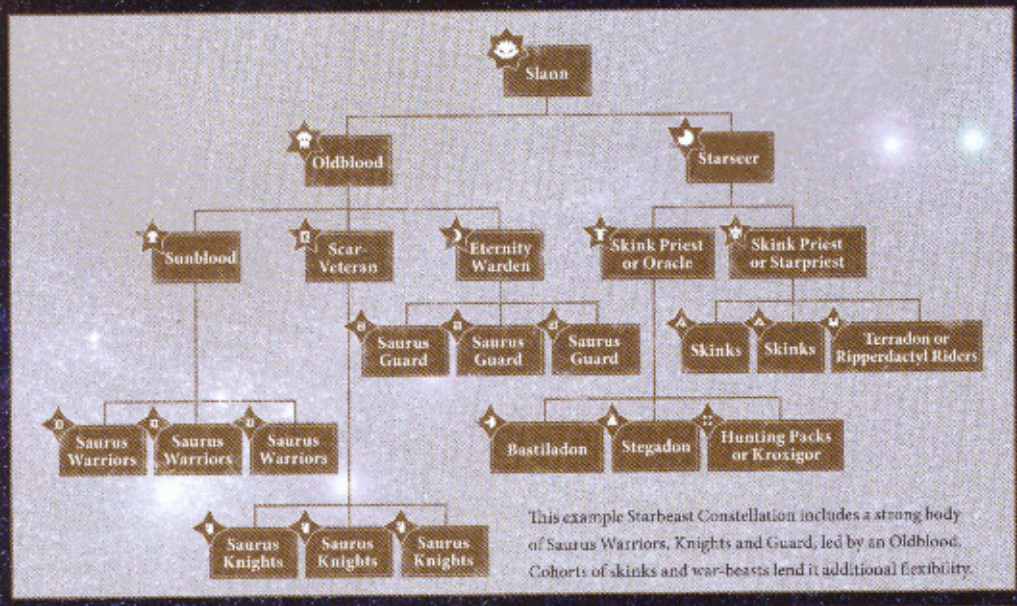 Slann
Oldblood
Starseer
Sunblood
Scar-
Veteran
Eternity
Warden
Skink Priest
or Oracle
Skink Priest
or Starpriest
Saurus
Guard
Saurus
Guard
Saurus
Guard
Skinks
Skinks
Terradon or
Ripperdactyl Riders
Saurus
Warriors
Saurus
Warriors
Saurus
Warriors
Bastiladon
Stegadon
Hunting Packs
or Kroxigor
Saurus
Knights
Saurus
Knights
Saurus
Knights
This example Starbeast Constellation includes a strong body
of Saurus Warriors, Knights and Guard, led by an Oldblood.
Cohorts of skinks and war-beasts lend it additional flexibility.